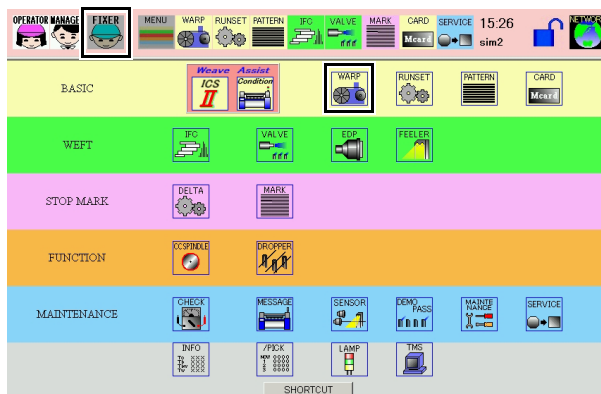 OPERATOR MANAGE FIXER MENU WARP RUNSET PATTERN IFC VALVE MARK CARD SERVICE 15:26
Mcard sim2
NETWOR
BASIC
Weave Assist
ICS Condition
II
WARP RUNSET PATTERN CARD
Mcard
WEFT
IFC VALVE EDP FEELER
STOP MARK
DELTA MARK
FUNCTION
CCSPINDLE DROPPER
MAINTENANCE
CHECK MESSAGE SENSOR DEMO PASS MAINTE NANCE SERVICE
INFO /PICK LAMP TMS
SHORTCUT